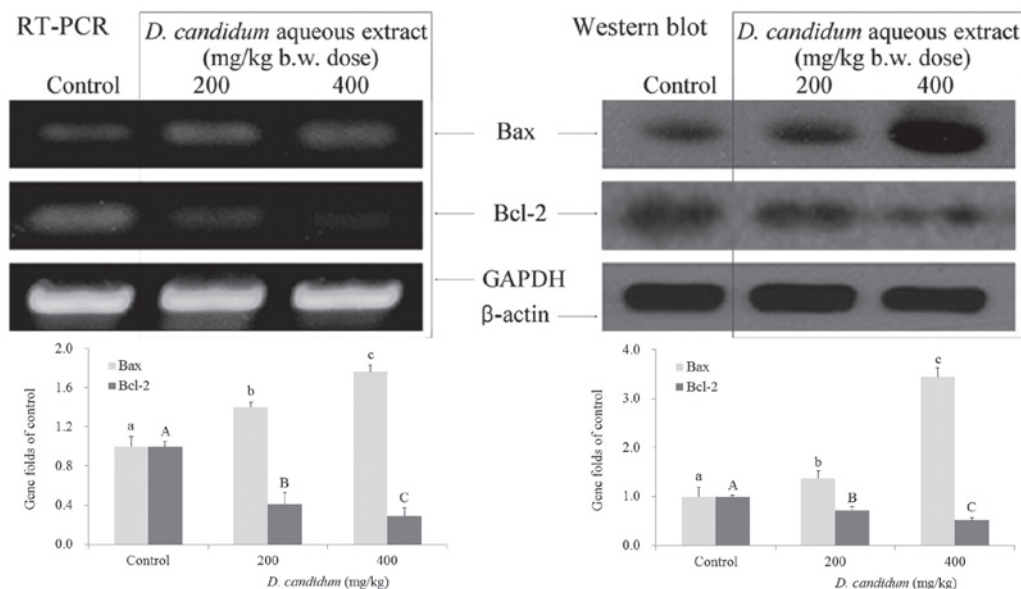 RT-PCR
D. candidum aqueous extract
(mg/kg b.w. dose)
Control
200
400
Western blot
D. candidum aqueous extract
(mg/kg b.w. dose)
Control
200
400
Bax
Bcl-2
GAPDH
β-actin
2.0
1.6
1.2
0.8
0.4
0.0
Gene folds of control
Bax
Bcl-2
a
A
b
B
c
C
Control
200
400
D. candidum (mg/kg)
4.0
3.0
2.0
1.0
0.0
Gene folds of control
Bax
Bcl-2
a
A
b
B
c
C
Control
200
400
D. candidum (mg/kg)